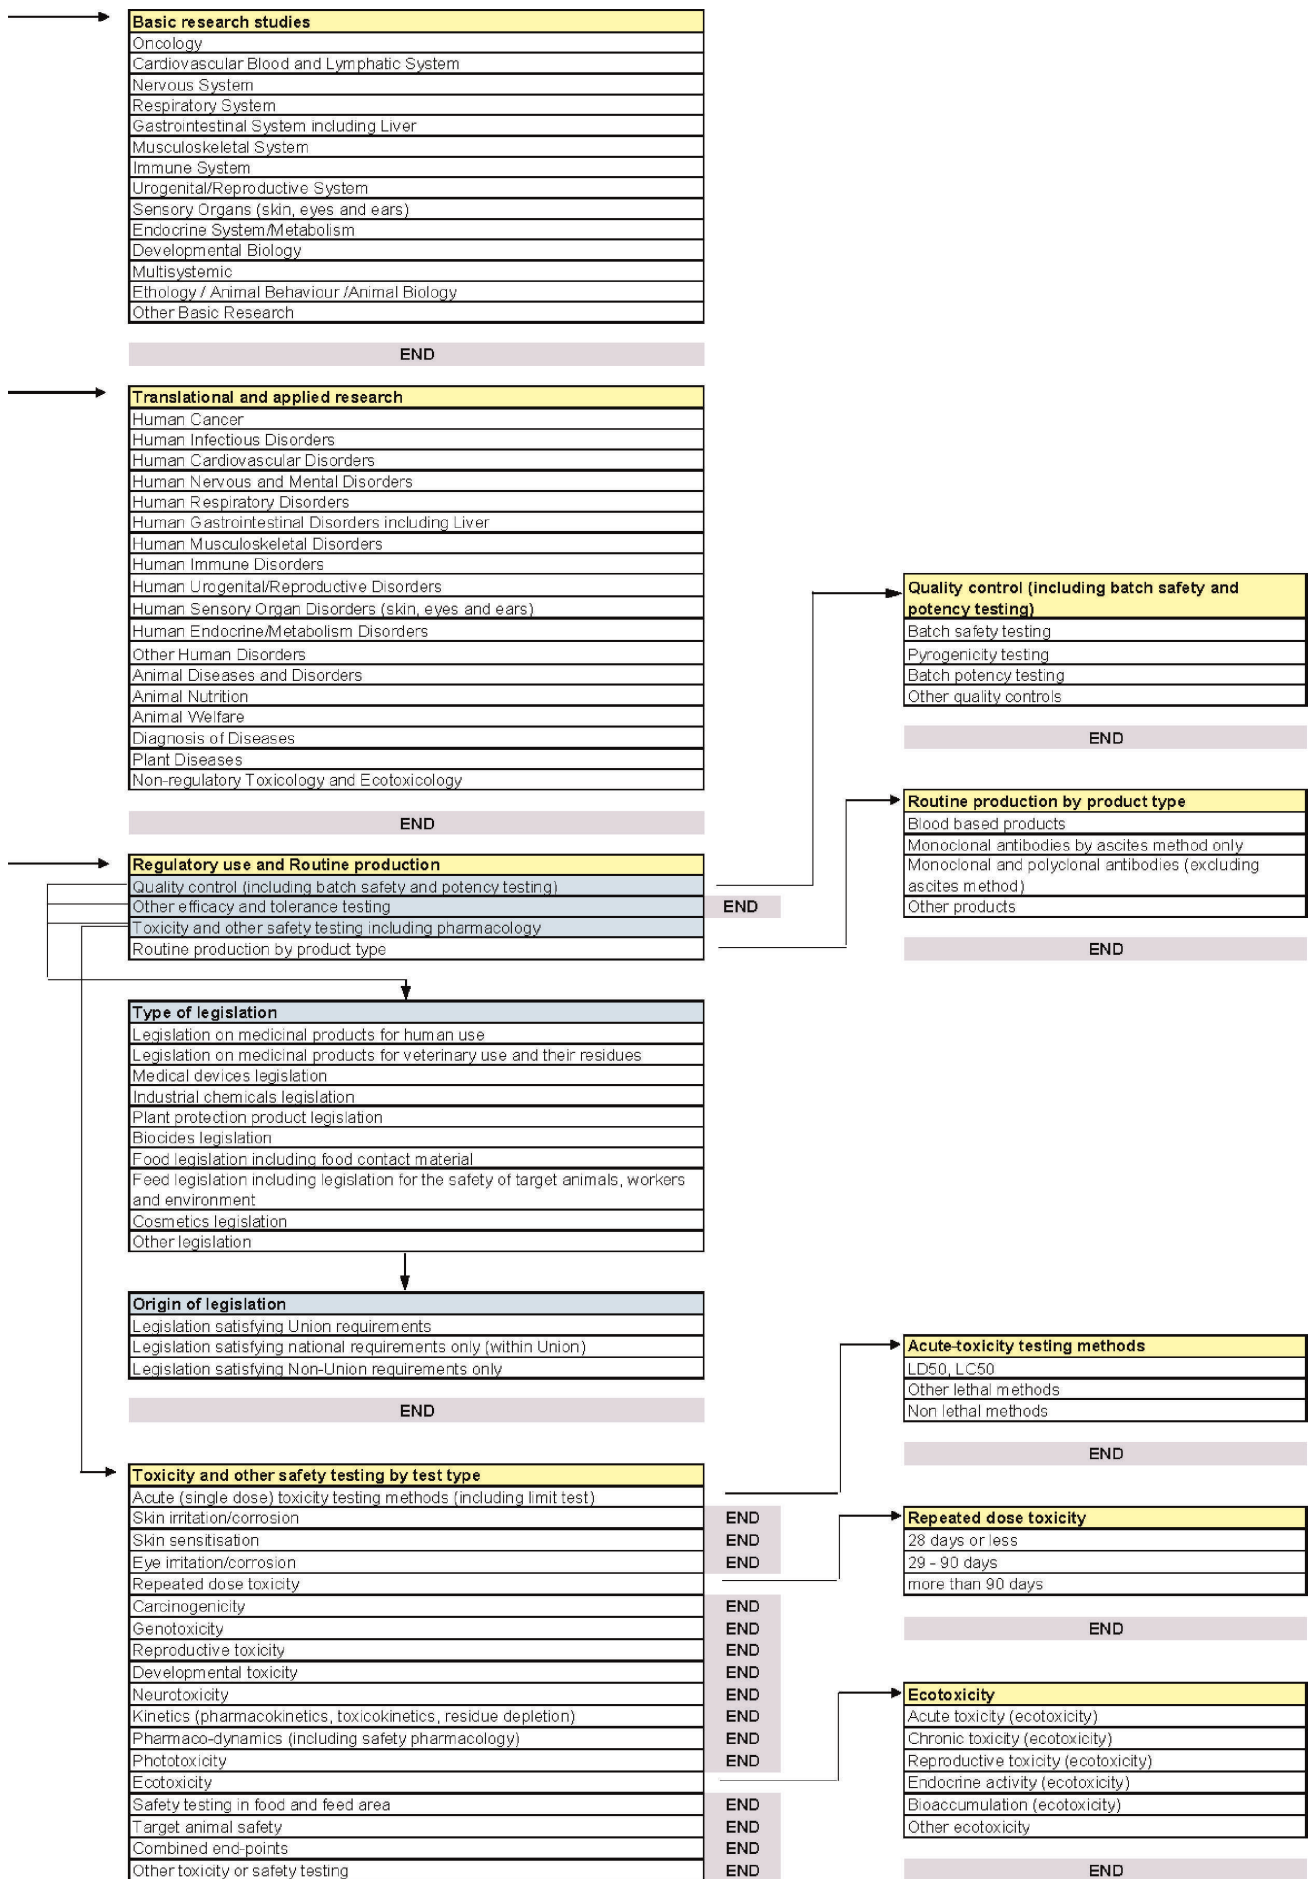 Basic research studies
Oncology
Cardiovascular Blood and Lymphatic System
Nervous System
Respiratory System
Gastrointestinal System including Liver
Musculoskeletal System
Immune System
Urogenital/Reproductive System
Sensory Organs (skin, eyes and ears)
Endocrine System/Metabolism
Developmental Biology
Multisystemic
Ethology / Animal Behaviour /Animal Biology
Other Basic Research
END
Translational and applied research
Human Cancer
Human Infectious Disorders
Human Cardiovascular Disorders
Human Nervous and Mental Disorders
Human Respiratory Disorders
Human Gastrointestinal Disorders including Liver
Human Musculoskeletal Disorders
Human Immune Disorders
Human Urogenital/Reproductive Disorders
Human Sensory Organ Disorders (skin, eyes and ears)
Human Endocrine/Metabolism Disorders
Other Human Disorders
Animal Diseases and Disorders
Animal Nutrition
Animal Welfare
Diagnosis of Diseases
Plant Diseases
Non-regulatory Toxicology and Ecotoxicology
END
Regulatory use and Routine production
Quality control (including batch safety and potency testing)
Other efficacy and tolerance testing
END
Toxicity and other safety testing including pharmacology
Routine production by product type
Quality control (including batch safety and
potency testing)
Batch safety testing
Pyrogenicity testing
Batch potency testing
Other quality controls
END
Routine production by product type
Blood based products
Monoclonal antibodies by ascites method only
Monoclonal and polyclonal antibodies (excluding
ascites method)
Other products
END
Type of legislation
Legislation on medicinal products for human use
Legislation on medicinal products for veterinary use and their residues
Medical devices legislation
Industrial chemicals legislation
Plant protection product legislation
Biocides legislation
Food legislation including food contact material
Feed legislation including legislation for the safety of target animals, workers
and environment
Cosmetics legislation
Other legislation
Origin of legislation
Legislation satisfying Union requirements
Legislation satisfying national requirements only (within Union)
Legislation satisfying Non-Union requirements only
END
Toxicity and other safety testing by test type
Acute (single dose) toxicity testing methods (including limit test)
Skin irritation/corrosion
END
Skin sensitisation
END
Eye irritation/corrosion
END
Repeated dose toxicity
Carcinogenicity
END
Genotoxicity
END
Reproductive toxicity
END
Developmental toxicity
END
Neurotoxicity
END
Kinetics (pharmacokinetics, toxicokinetics, residue depletion)
END
Pharmaco-dynamics (including safety pharmacology)
END
Phototoxicity
END
Ecotoxicity
Safety testing in food and feed area
END
Target animal safety
END
Combined end-points
END
Other toxicity or safety testing
END
Acute-toxicity testing methods
LD50, LC50
Other lethal methods
Non lethal methods
END
Repeated dose toxicity
28 days or less
29 - 90 days
more than 90 days
END
Ecotoxicity
Acute toxicity (ecotoxicity)
Chronic toxicity (ecotoxicity)
Reproductive toxicity (ecotoxicity)
Endocrine activity (ecotoxicity)
Bioaccumulation (ecotoxicity)
Other ecotoxicity
END